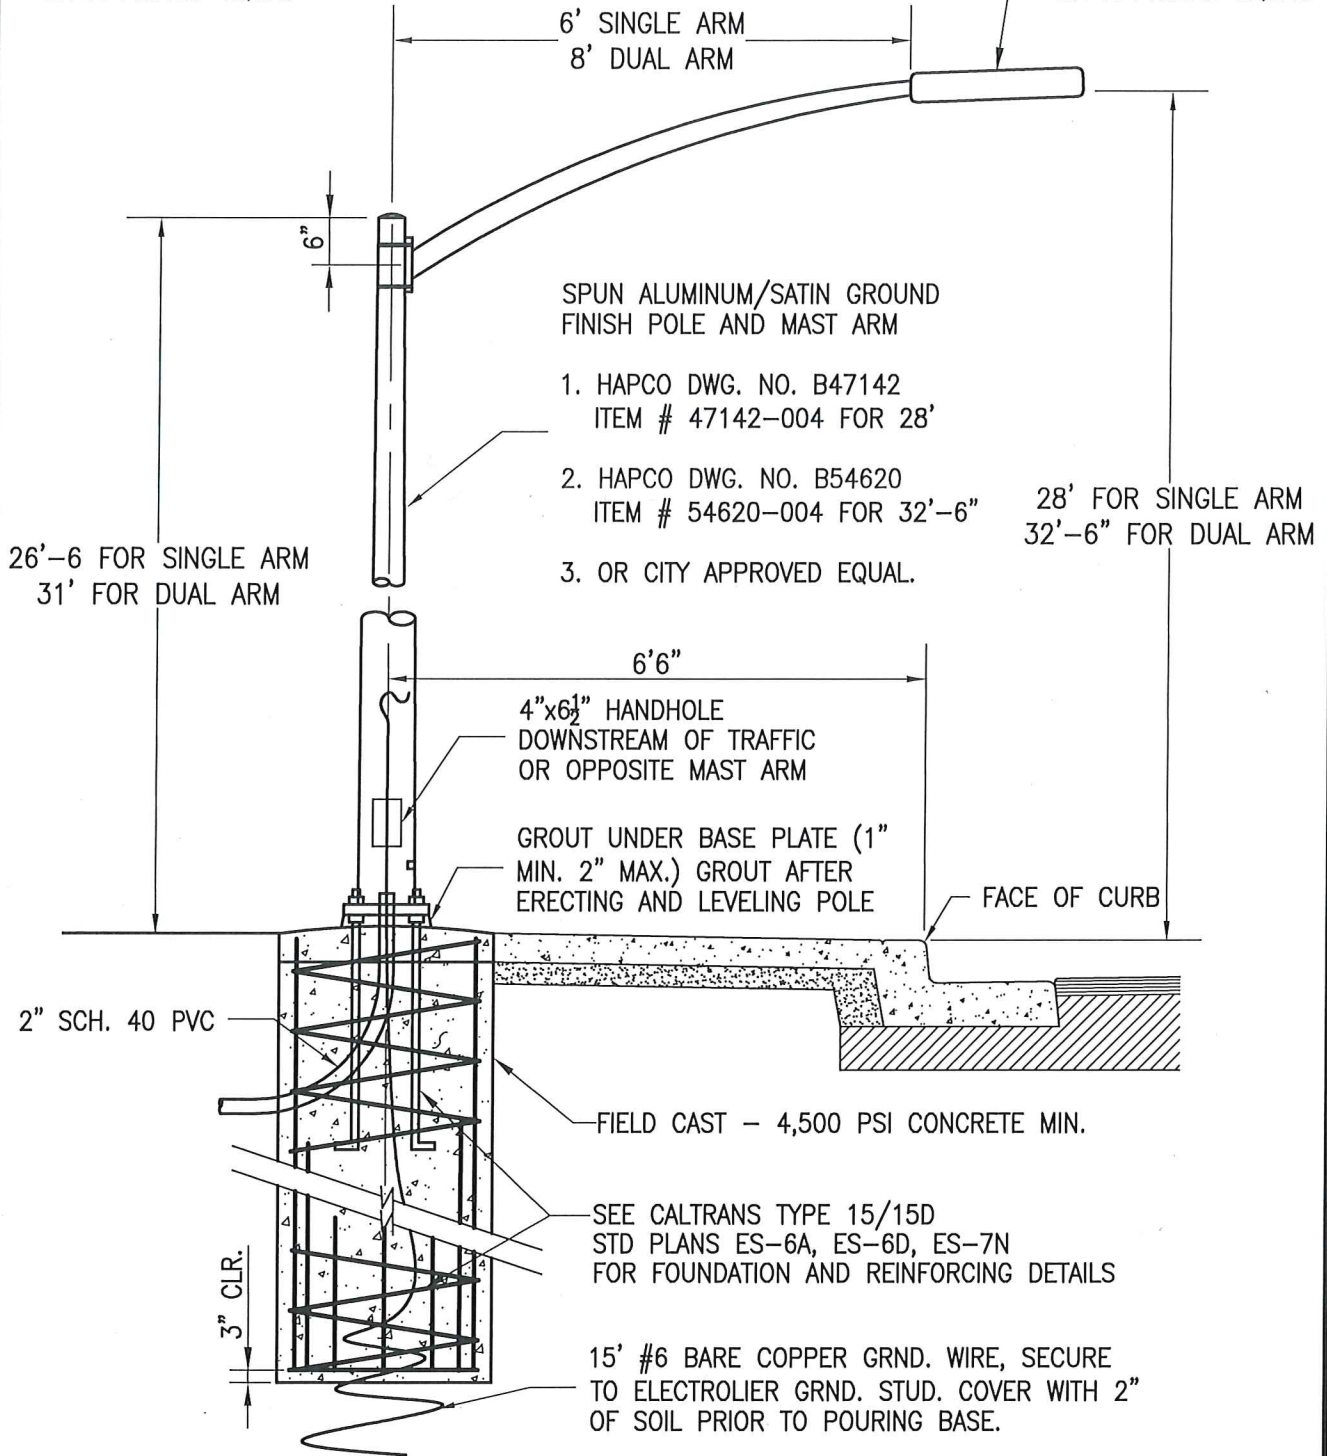 6' SINGLE ARM
8' DUAL ARM
6"
SPUN ALUMINUM/SATIN GROUND
FINISH POLE AND MAST ARM
1. HAPCO DWG. NO. B47142
ITEM # 47142-004 FOR 28'
2. HAPCO DWG. NO. B54620
ITEM # 54620-004 FOR 32'-6"
3. OR CITY APPROVED EQUAL.
28' FOR SINGLE ARM
32'-6" FOR DUAL ARM
26'-6 FOR SINGLE ARM
31' FOR DUAL ARM
6'6"
4"x6½" HANDHOLE
DOWNSTREAM OF TRAFFIC
OR OPPOSITE MAST ARM
GROUT UNDER BASE PLATE (1"
MIN. 2" MAX.) GROUT AFTER
ERECTING AND LEVELING POLE
FACE OF CURB
2" SCH. 40 PVC
FIELD CAST - 4,500 PSI CONCRETE MIN.
SEE CALTRANS TYPE 15/15D
STD PLANS ES-6A, ES-6D, ES-7N
FOR FOUNDATION AND REINFORCING DETAILS
3" CLR.
15' #6 BARE COPPER GRND. WIRE, SECURE
TO ELECTROLIER GRND. STUD. COVER WITH 2"
OF SOIL PRIOR TO POURING BASE.